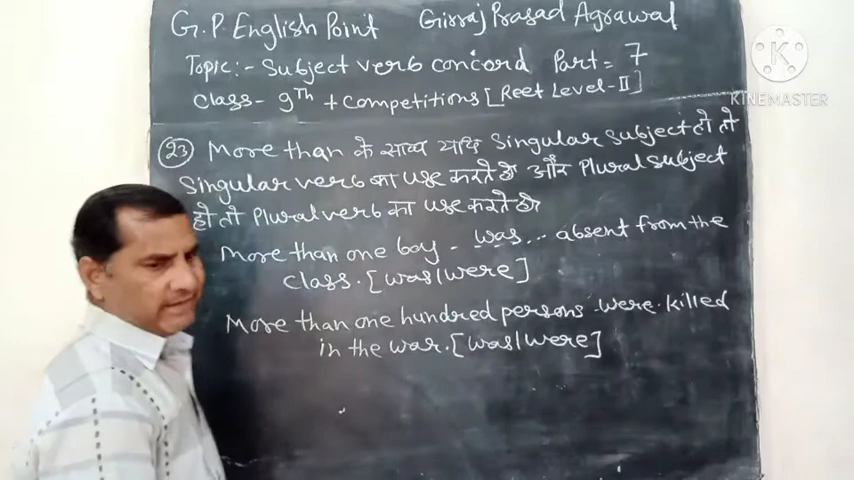 G.P. English Point Girraj Prasad Agrawal
Topic:- Subject verb concord Part = 7
Class- 9th + Competitions [Reet Level-II]
KINEMASTER
(23) More than के साथ यदि Singular subject हो तो
Singular verb का use करते है और Plural subject
हो तो Plural verb का use करते है।
More than one boy - was... absent from the
class. [was/were]
More than one hundred persons were killed
in the war. [was/were]